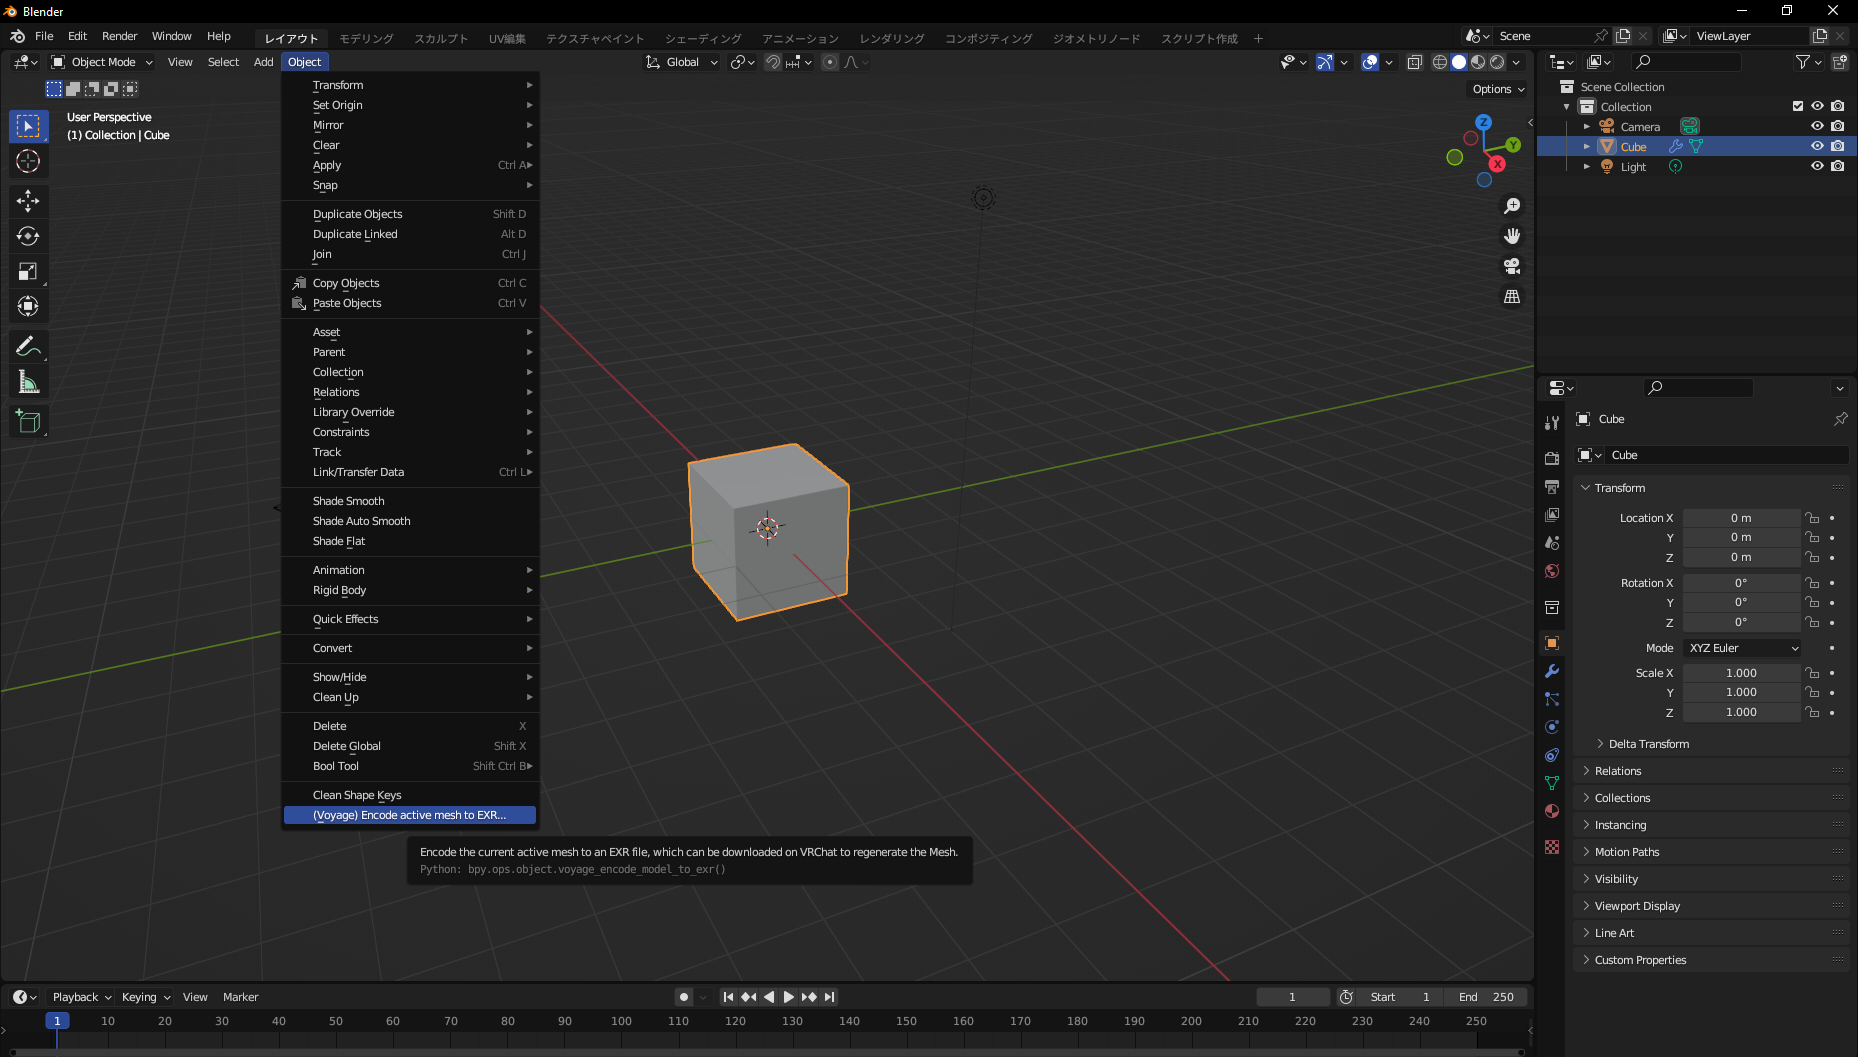 Blender
File Edit Render Window Help レイアウト モデリング スカルプト UV編集 テクスチャペイント シェーディング アニメーション レンダリング コンポジティング ジオメトリノード スクリプト作成 + Scene ViewLayer
Object Mode View Select Add Object Global
Options
User Perspective
(1) Collection | Cube
Transform
Set Origin
Mirror
Clear
Apply Ctrl A
Snap
Duplicate Objects Shift D
Duplicate Linked Alt D
Join Ctrl J
Copy Objects Ctrl C
Paste Objects Ctrl V
Asset
Parent
Collection
Relations
Library Override
Constraints
Track
Link/Transfer Data Ctrl L
Shade Smooth
Shade Auto Smooth
Shade Flat
Animation
Rigid Body
Quick Effects
Convert
Show/Hide
Clean Up
Delete X
Delete Global Shift X
Bool Tool Shift Ctrl B
Clean Shape Keys
(Voyage) Encode active mesh to EXR...
Encode the current active mesh to an EXR file, which can be downloaded on VRChat to regenerate the Mesh.
Python: bpy.ops.object.voyage_encode_model_to_exr()
Z
Y
X
Scene Collection
Collection
Camera
Cube
Light
Cube
Cube
Transform
Location X 0 m
Y 0 m
Z 0 m
Rotation X 0°
Y 0°
Z 0°
Mode XYZ Euler
Scale X 1.000
Y 1.000
Z 1.000
Delta Transform
Relations
Collections
Instancing
Motion Paths
Visibility
Viewport Display
Line Art
Custom Properties
Playback Keying View Marker 1 Start 1 End 250
1 10 20 30 40 50 60 70 80 90 100 110 120 130 140 150 160 170 180 190 200 210 220 230 240 250